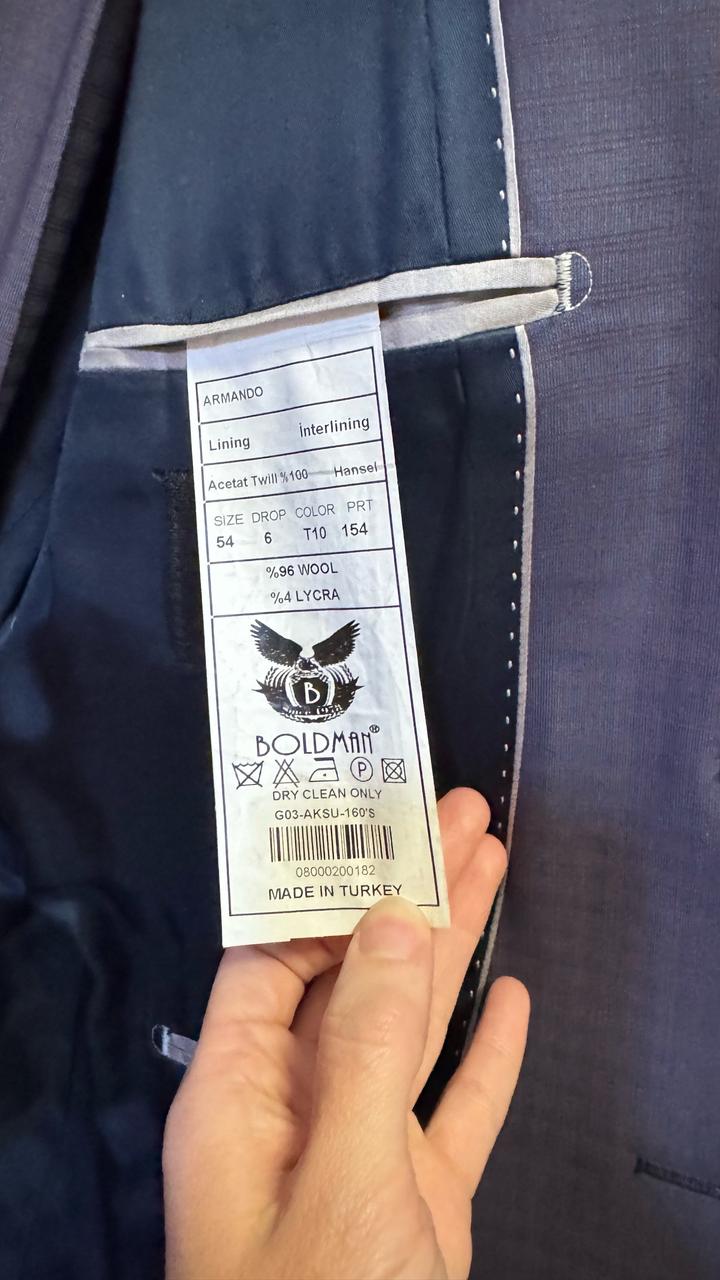 ARMANDO
Lining İnterlining
Acetat Twill %100 Hansel
SIZE DROP COLOR PRT
54 6 T10 154
%96 WOOL
%4 LYCRA
B
BOLDMAN®
P
DRY CLEAN ONLY
G03-AKSU-160'S
08000200182
MADE IN TURKEY